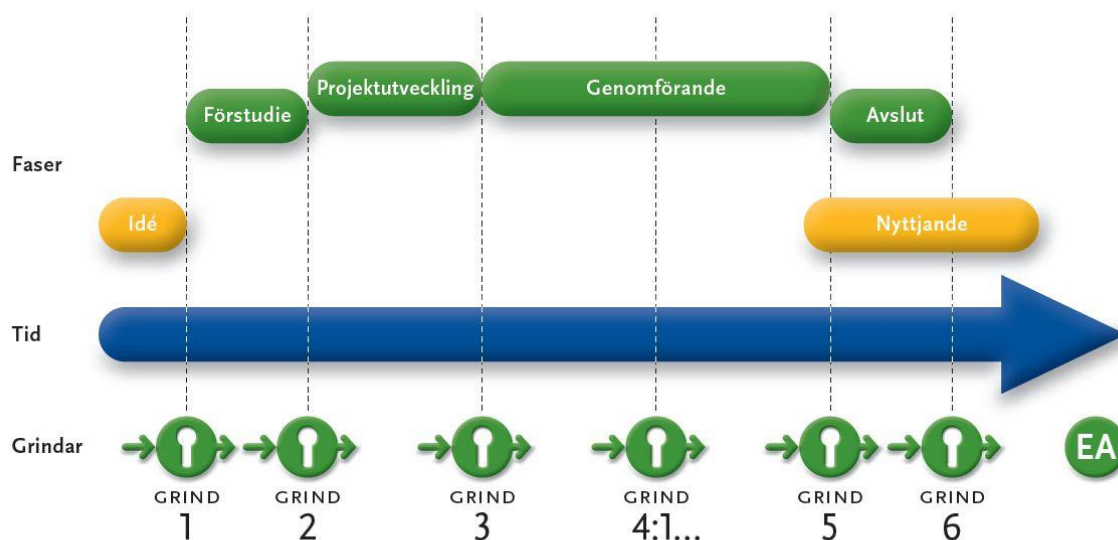 Projektutveckling
Genomförande
Förstudie
Avslut
Faser
Idé
Nyttjande
Tid
Grindar
EA
GRIND
1
GRIND
2
GRIND
3
GRIND
4:1...
GRIND
5
GRIND
6